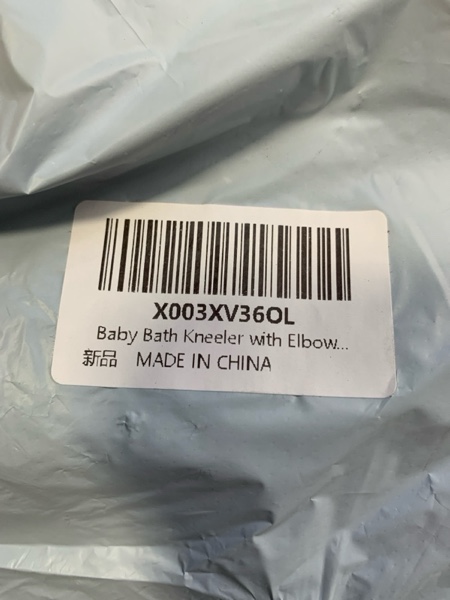 X003XV36OL
Baby Bath Kneeler with Elbow...
新品 MADE IN CHINA